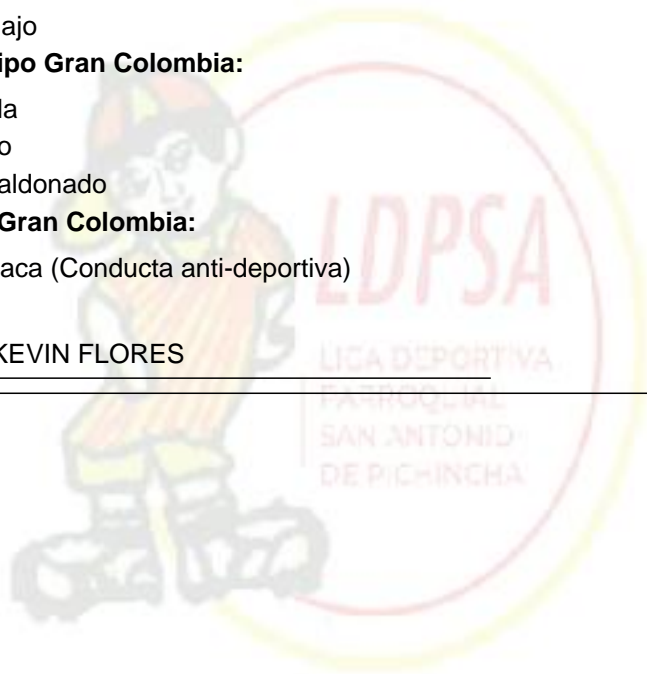 ajo
ipo Gran Colombia:
la
o
aldonado
Gran Colombia:
aca (Conducta anti-deportiva)
KEVIN FLORES
LDPSA
LIGA DEPORTIVA
PARROQUIAL
SAN ANTONIO
DE PICHINCHA